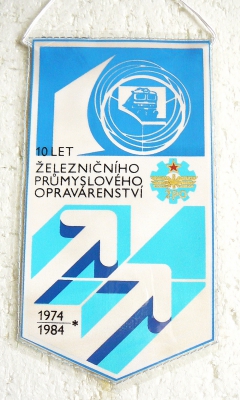 10 LET
ŽELEZNIČNÍHO
PRŮMYSLOVÉHO
OPRAVÁRENSTVÍ
1974
1984 *